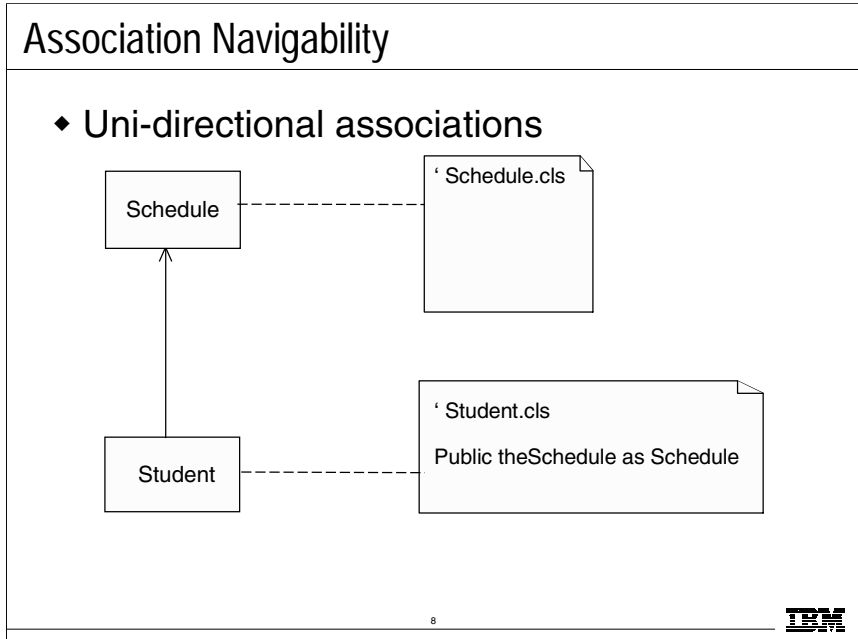 Association Navigability
◆ Uni-directional associations
Schedule
‘ Schedule.cls
Student
‘ Student.cls
Public theSchedule as Schedule
8
IBM